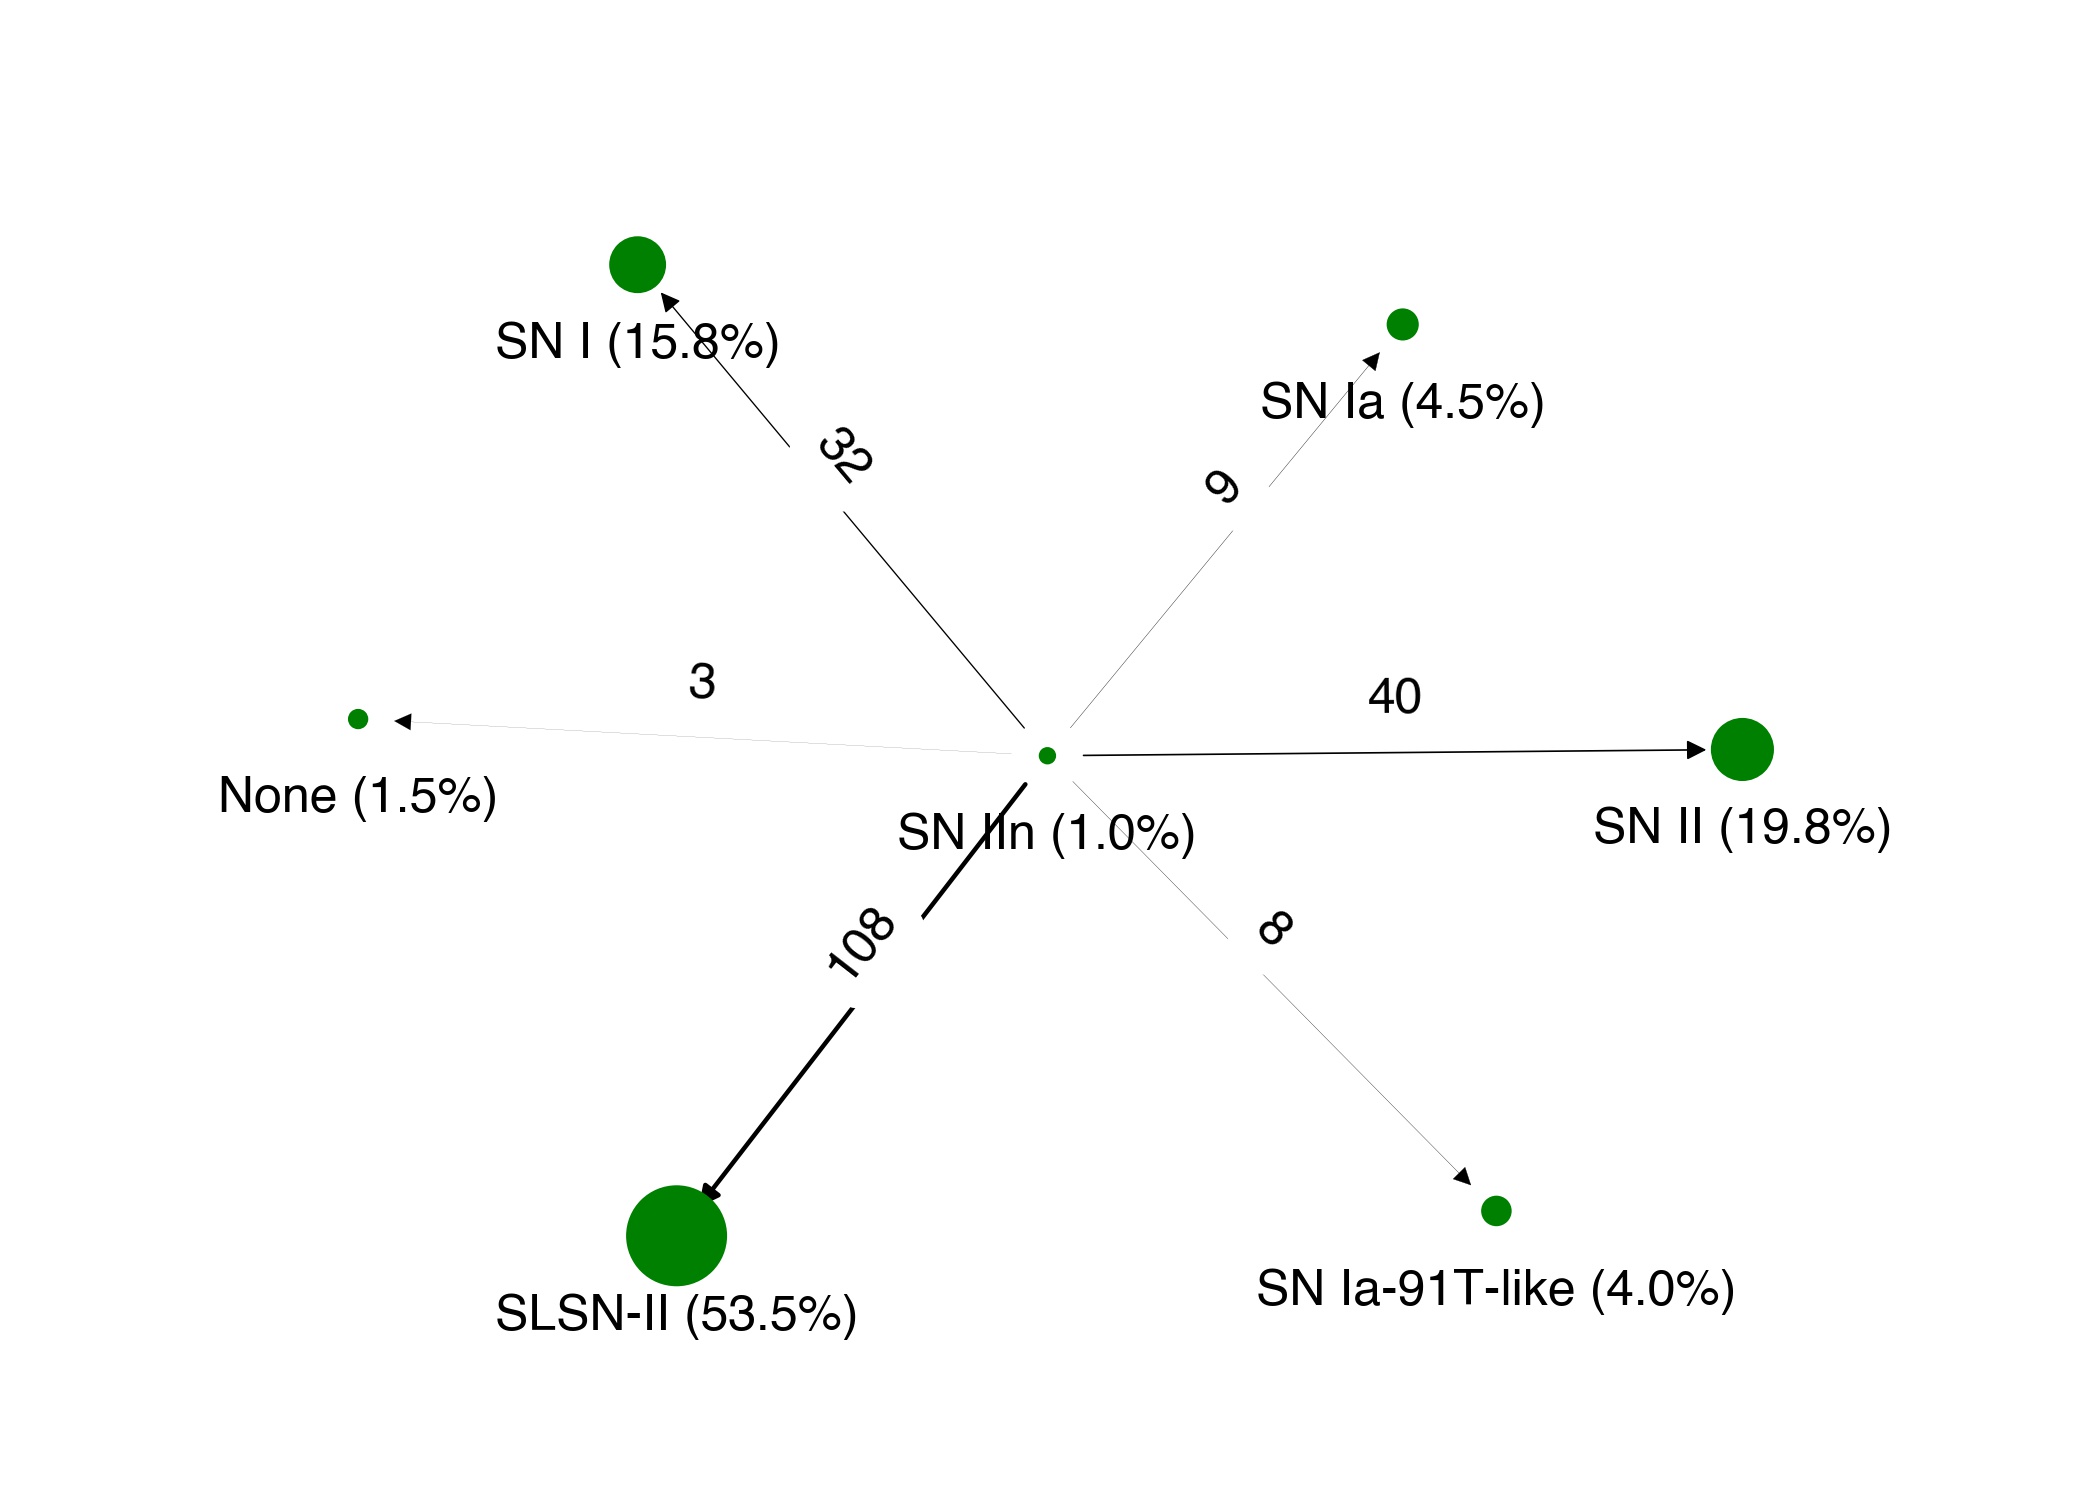 SN I (15.8%)
SN Ia (4.5%)
32
9
3
40
None (1.5%)
SN IIn (1.0%)
SN II (19.8%)
108
8
SLSN-II (53.5%)
SN Ia-91T-like (4.0%)